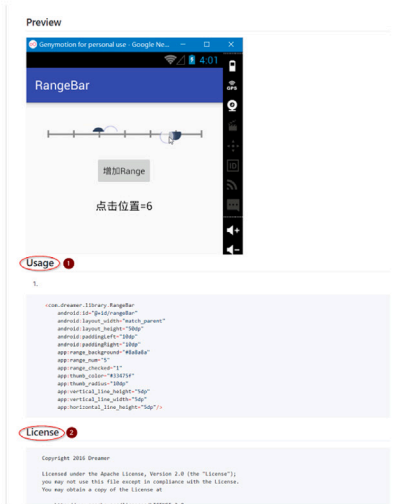 Preview
Genymotion for personal use - Google Ne...
4:01
RangeBar
GPS
增加Range
点击位置=6
Usage 1
1.
<com.dreamer.library.RangeBar
android:id="@+id/rangeBar"
android:layout_width="match_parent"
android:layout_height="50dp"
android:paddingLeft="10dp"
android:paddingRight="10dp"
app:range_background="#8a8a8a"
app:range_num="5"
app:range_checked="1"
app:thumb_color="#33475f"
app:thumb_radius="10dp"
app:vertical_line_height="5dp"
app:vertical_line_width="5dp"
app:horizontal_line_height="5dp"/>
License 2
Copyright 2016 Dreamer
Licensed under the Apache License, Version 2.0 (the "License");
you may not use this file except in compliance with the License.
You may obtain a copy of the License at